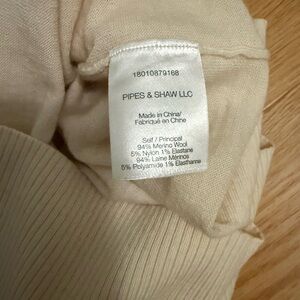 18010879168
PIPES & SHAW LLC
Made in China/
Fabriqué en Chine
Self / Principal
94% Merino Wool
5% Nylon 1% Elastane
94% Laine Mérinos
5% Polyamide 1% Élasthanne